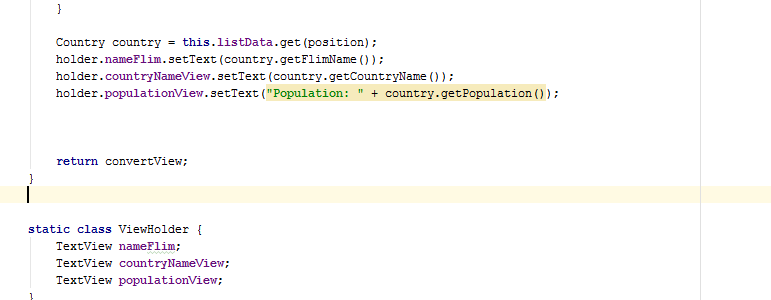 }
Country country = this.listData.get(position);
holder.nameFlim.setText(country.getFlimName());
holder.countryNameView.setText(country.getCountryName());
holder.populationView.setText("Population: " + country.getPopulation());
return convertView;
}
static class ViewHolder {
TextView nameFlim;
TextView countryNameView;
TextView populationView;
}